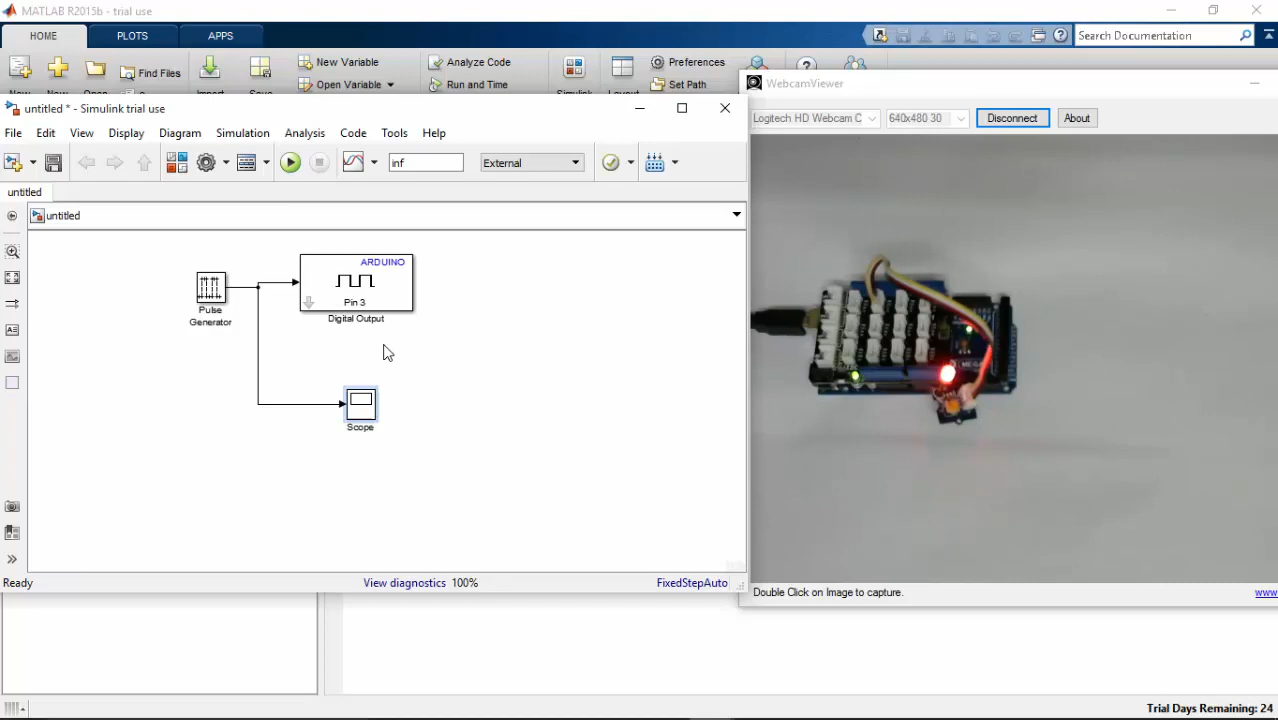 MATLAB R2015b - trial use
HOME
PLOTS
APPS
Search Documentation
Find Files
New Variable
Open Variable
Analyze Code
Run and Time
Preferences
Set Path
untitled * - Simulink trial use
File Edit View Display Diagram Simulation Analysis Code Tools Help
inf
External
untitled
untitled
ARDUINO
Pin 3
Digital Output
Pulse
Generator
Scope
Ready
View diagnostics 100%
FixedStepAuto
WebcamViewer
Logitech HD Webcam C
640x480 30
Disconnect
About
Double Click on Image to capture.
www
Trial Days Remaining: 24